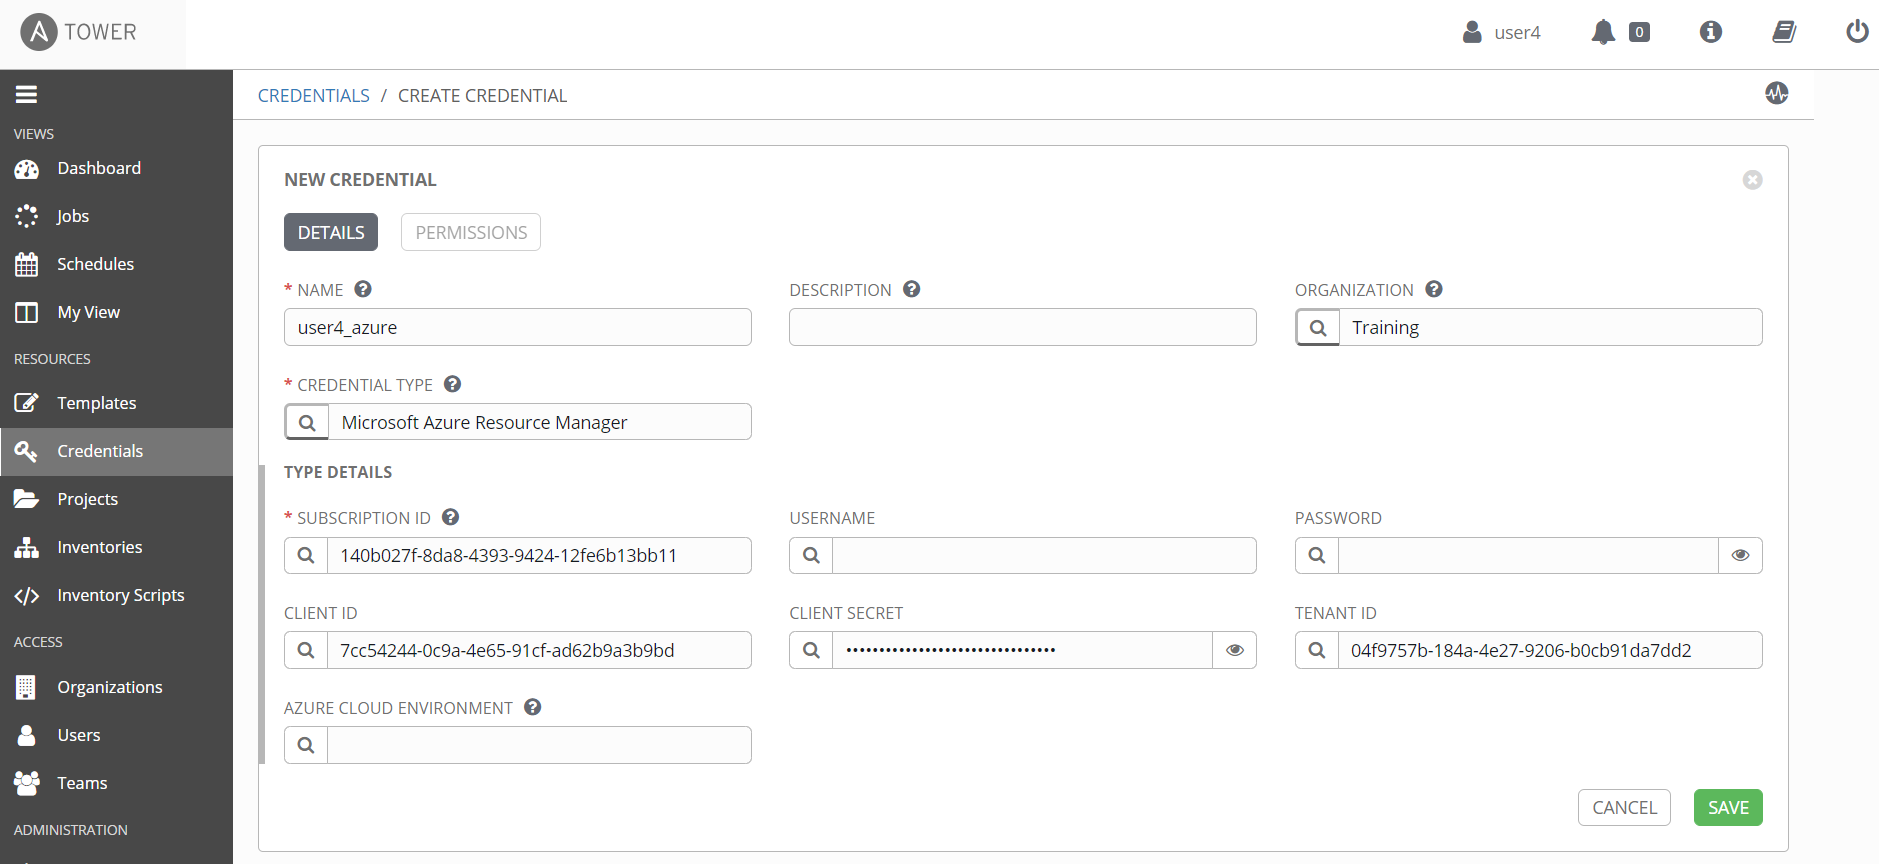 A TOWER
user4
0
CREDENTIALS / CREATE CREDENTIAL
VIEWS
Dashboard
Jobs
Schedules
My View
RESOURCES
Templates
Credentials
Projects
Inventories
Inventory Scripts
ACCESS
Organizations
Users
Teams
ADMINISTRATION
NEW CREDENTIAL
DETAILS PERMISSIONS
* NAME ? DESCRIPTION ? ORGANIZATION ?
user4_azure Training
* CREDENTIAL TYPE ?
Microsoft Azure Resource Manager
TYPE DETAILS
* SUBSCRIPTION ID ? USERNAME PASSWORD
140b027f-8da8-4393-9424-12fe6b13bb11
CLIENT ID CLIENT SECRET TENANT ID
7cc54244-0c9a-4e65-91cf-ad62b9a3b9bd •••••••••••••••••••••••••••••••• 04f9757b-184a-4e27-9206-b0cb91da7dd2
AZURE CLOUD ENVIRONMENT ?
CANCEL SAVE